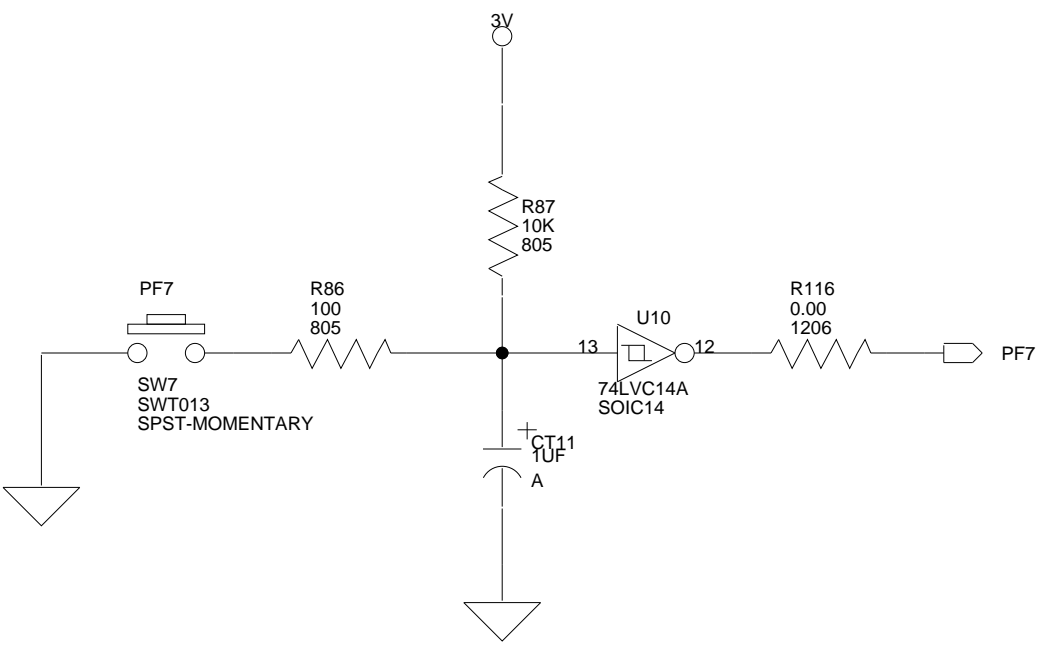 3V
R87
10K
805
PF7
R86
100
805
R116
0.00
1206
U10
13
12
PF7
74LVC14A
SOIC14
SW7
SWT013
SPST-MOMENTARY
+
CT11
1UF
A